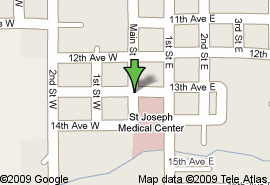 11th Ave E
Main St
1st St E
2nd St E
3rd St E
12th Ave W
2nd St W
1st St W
13th Ave E
St Joseph
Medical Center
14th Ave W
15th Ave E
©2009 Google
Map data ©2009 Tele Atlas